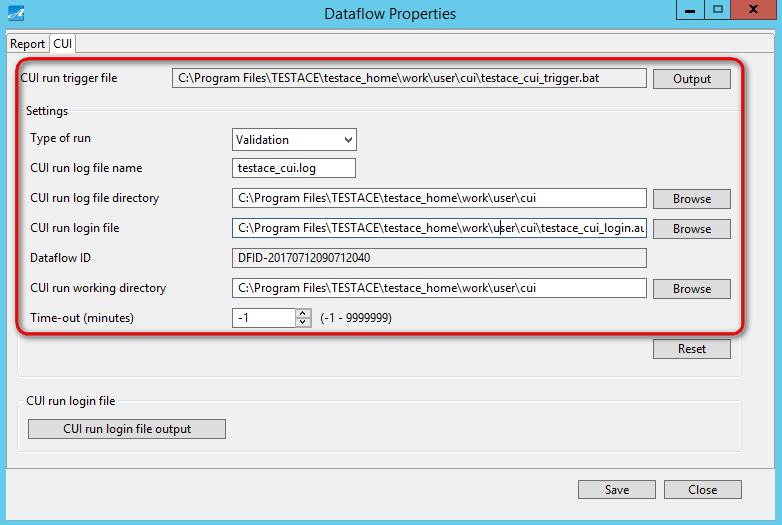 Dataflow Properties
Report CUI
CUI run trigger file C:\Program Files\TESTACE\testace_home\work\user\cui\testace_cui_trigger.bat Output
Settings
Type of run Validation
CUI run log file name testace_cui.log
CUI run log file directory C:\Program Files\TESTACE\testace_home\work\user\cui Browse
CUI run login file C:\Program Files\TESTACE\testace_home\work\user\cui\testace_cui_login.au Browse
Dataflow ID DFID-20170712090712040
CUI run working directory C:\Program Files\TESTACE\testace_home\work\user\cui Browse
Time-out (minutes) -1 (-1 - 9999999)
Reset
CUI run login file
CUI run login file output
Save Close